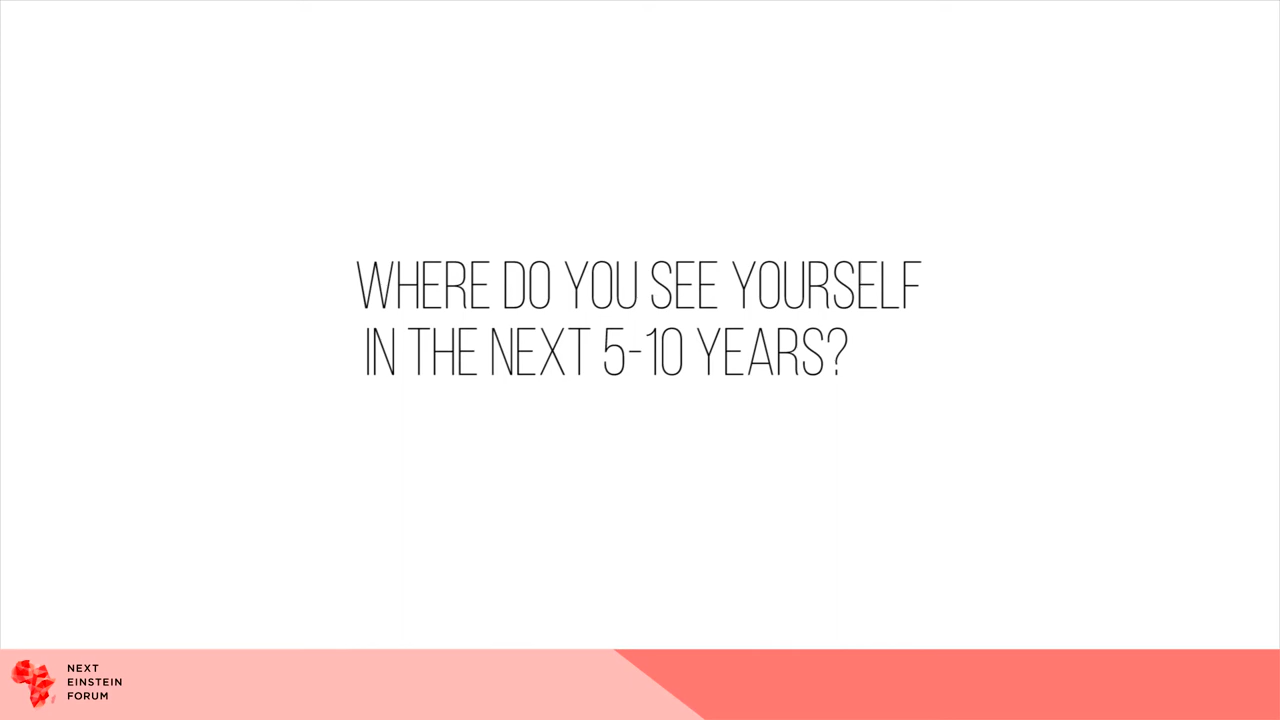 WHERE DO YOU SEE YOURSELF
IN THE NEXT 5-10 YEARS?
NEXT
EINSTEIN
FORUM